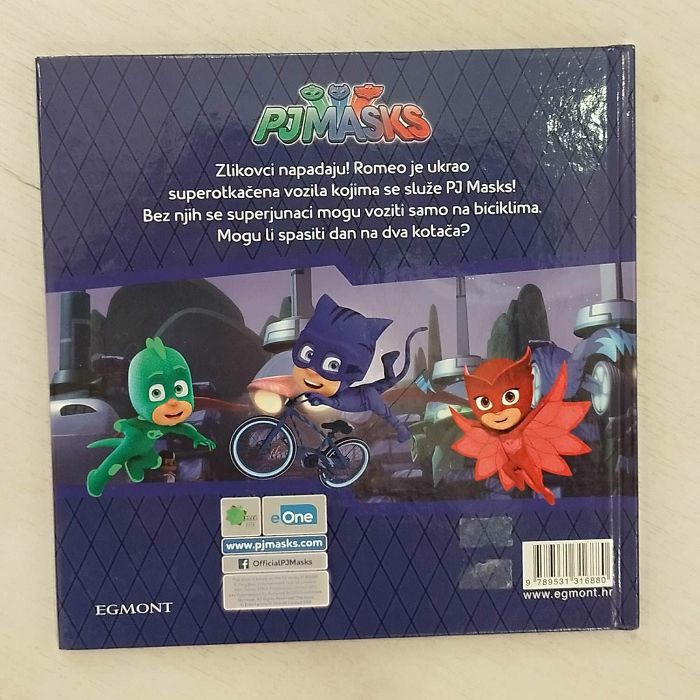 PJMASKS
Zlikovci napadaju! Romeo je ukrao
superotkačena vozila kojima se služe PJ Masks!
Bez njih se superjunaci mogu voziti samo na biciklima.
Mogu li spasiti dan na dva kotača?
eOne
www.pjmasks.com
OfficialPJMasks
EGMONT
9 789531 316880
www.egmont.hr